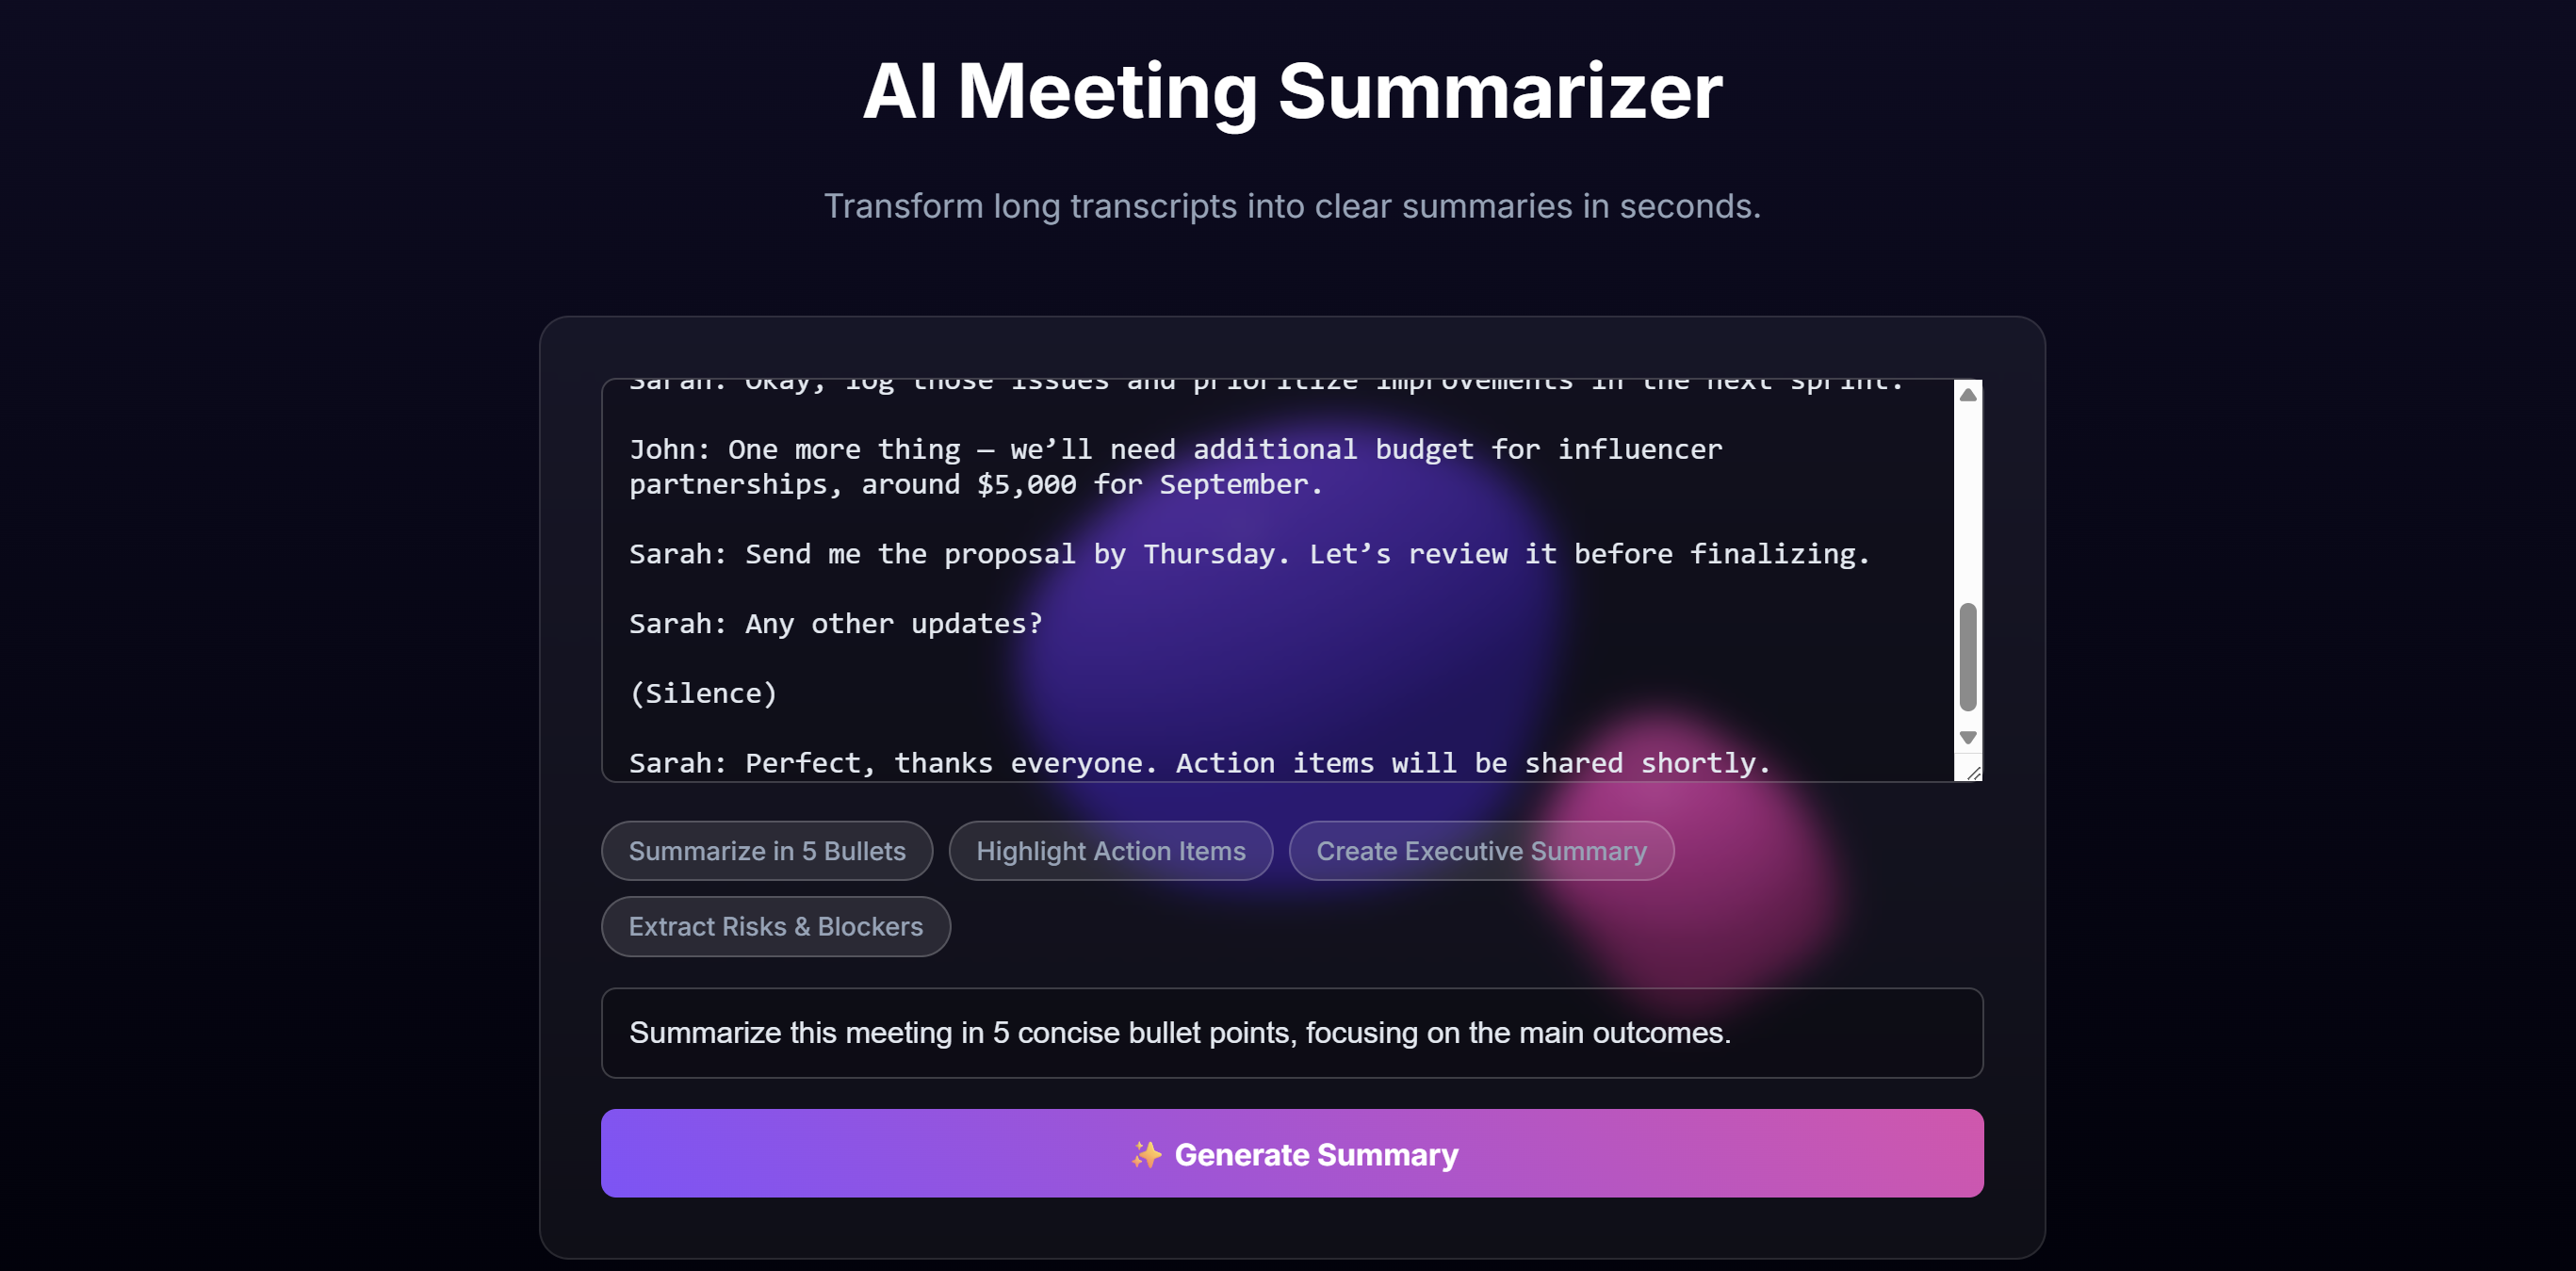 AI Meeting Summarizer
Transform long transcripts into clear summaries in seconds.
Sarah: Okay, log those issues and prioritize improvements in the next sprint.
John: One more thing — we’ll need additional budget for influencer
partnerships, around $5,000 for September.
Sarah: Send me the proposal by Thursday. Let’s review it before finalizing.
Sarah: Any other updates?
(Silence)
Sarah: Perfect, thanks everyone. Action items will be shared shortly.
Summarize in 5 Bullets
Highlight Action Items
Create Executive Summary
Extract Risks & Blockers
Summarize this meeting in 5 concise bullet points, focusing on the main outcomes.
✨ Generate Summary